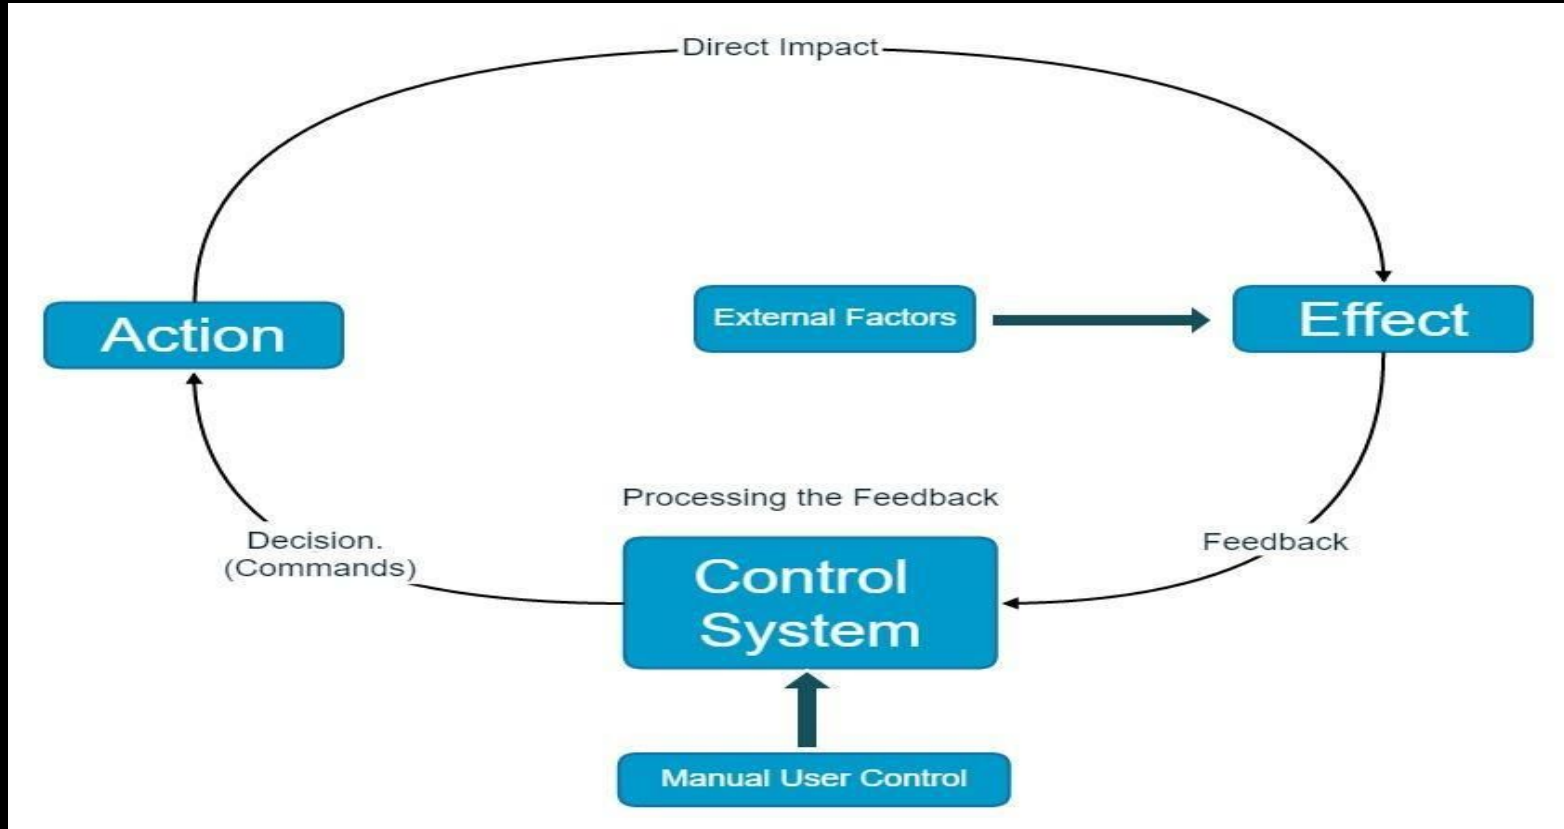 Direct Impact
External Factors
Effect
Action
Processing the Feedback
Decision.
(Commands)
Feedback
Control
System
Manual User Control